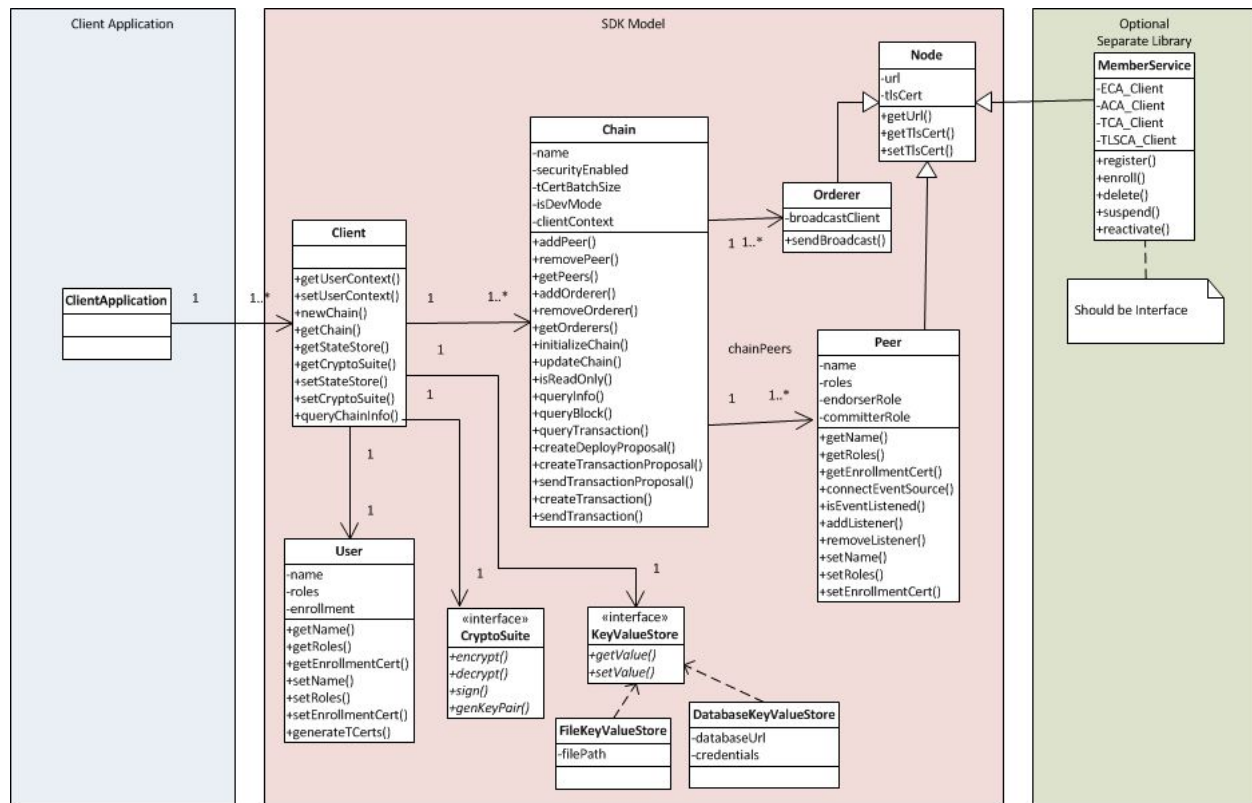 Client Application
SDK Model
Optional
Separate Library
Node
-url
-tlsCert
+getUrl()
+getTlsCert()
+setTlsCert()
MemberService
-ECA_Client
-ACA_Client
-TCA_Client
-TLSCA_Client
+register()
+enroll()
+delete()
+suspend()
+reactivate()
Should be Interface
Chain
-name
-securityEnabled
-tCertBatchSize
-isDevMode
-clientContext
+addPeer()
+removePeer()
+getPeers()
+addOrderer()
+removeOrderer()
+getOrderers()
+initializeChain()
+updateChain()
+isReadOnly()
+queryInfo()
+queryBlock()
+queryTransaction()
+createDeployProposal()
+createTransactionProposal()
+sendTransactionProposal()
+createTransaction()
+sendTransaction()
Orderer
-broadcastClient
+sendBroadcast()
1
1..*
Client
+getUserContext()
+setUserContext()
+newChain()
+getChain()
+getStateStore()
+getCryptoSuite()
+setStateStore()
+setCryptoSuite()
+queryChainInfo()
ClientApplication
1
1..*
1
1..*
1
1
chainPeers
1
1..*
Peer
-name
-roles
-endorserRole
-committerRole
+getName()
+getRoles()
+getEnrollmentCert()
+connectEventSource()
+isEventListened()
+addListener()
+removeListener()
+setName()
+setRoles()
+setEnrollmentCert()
1
1
User
-name
-roles
-enrollment
+getName()
+getRoles()
+getEnrollmentCert()
+setName()
+setRoles()
+setEnrollmentCert()
+generateTCerts()
1
«interface»
CryptoSuite
+encrypt()
+decrypt()
+sign()
+genKeyPair()
1
«interface»
KeyValueStore
+getValue()
+setValue()
FileKeyValueStore
-filePath
DatabaseKeyValueStore
-databaseUrl
-credentials